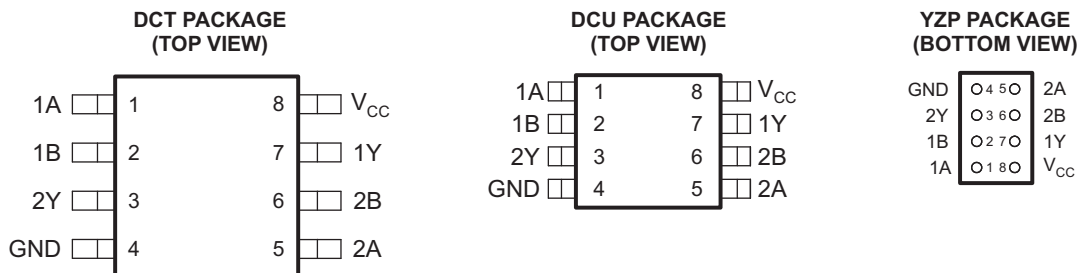 DCT PACKAGE
(TOP VIEW)
1A 1 8 VCC
1B 2 7 1Y
2Y 3 6 2B
GND 4 5 2A
DCU PACKAGE
(TOP VIEW)
1A 1 8 VCC
1B 2 7 1Y
2Y 3 6 2B
GND 4 5 2A
YZP PACKAGE
(BOTTOM VIEW)
GND 4 5 2A
2Y 3 6 2B
1B 2 7 1Y
1A 1 8 VCC